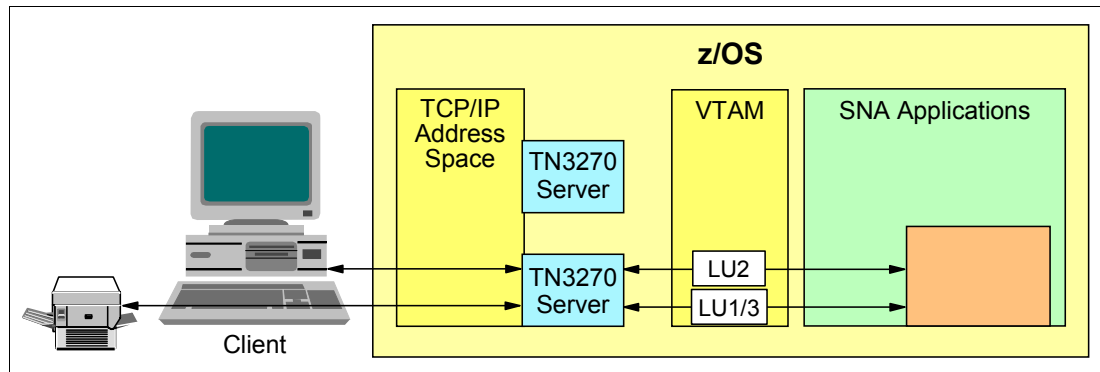 z/OS
TCP/IP
Address
Space
VTAM
SNA Applications
TN3270
Server
TN3270
Server
LU2
LU1/3
Client